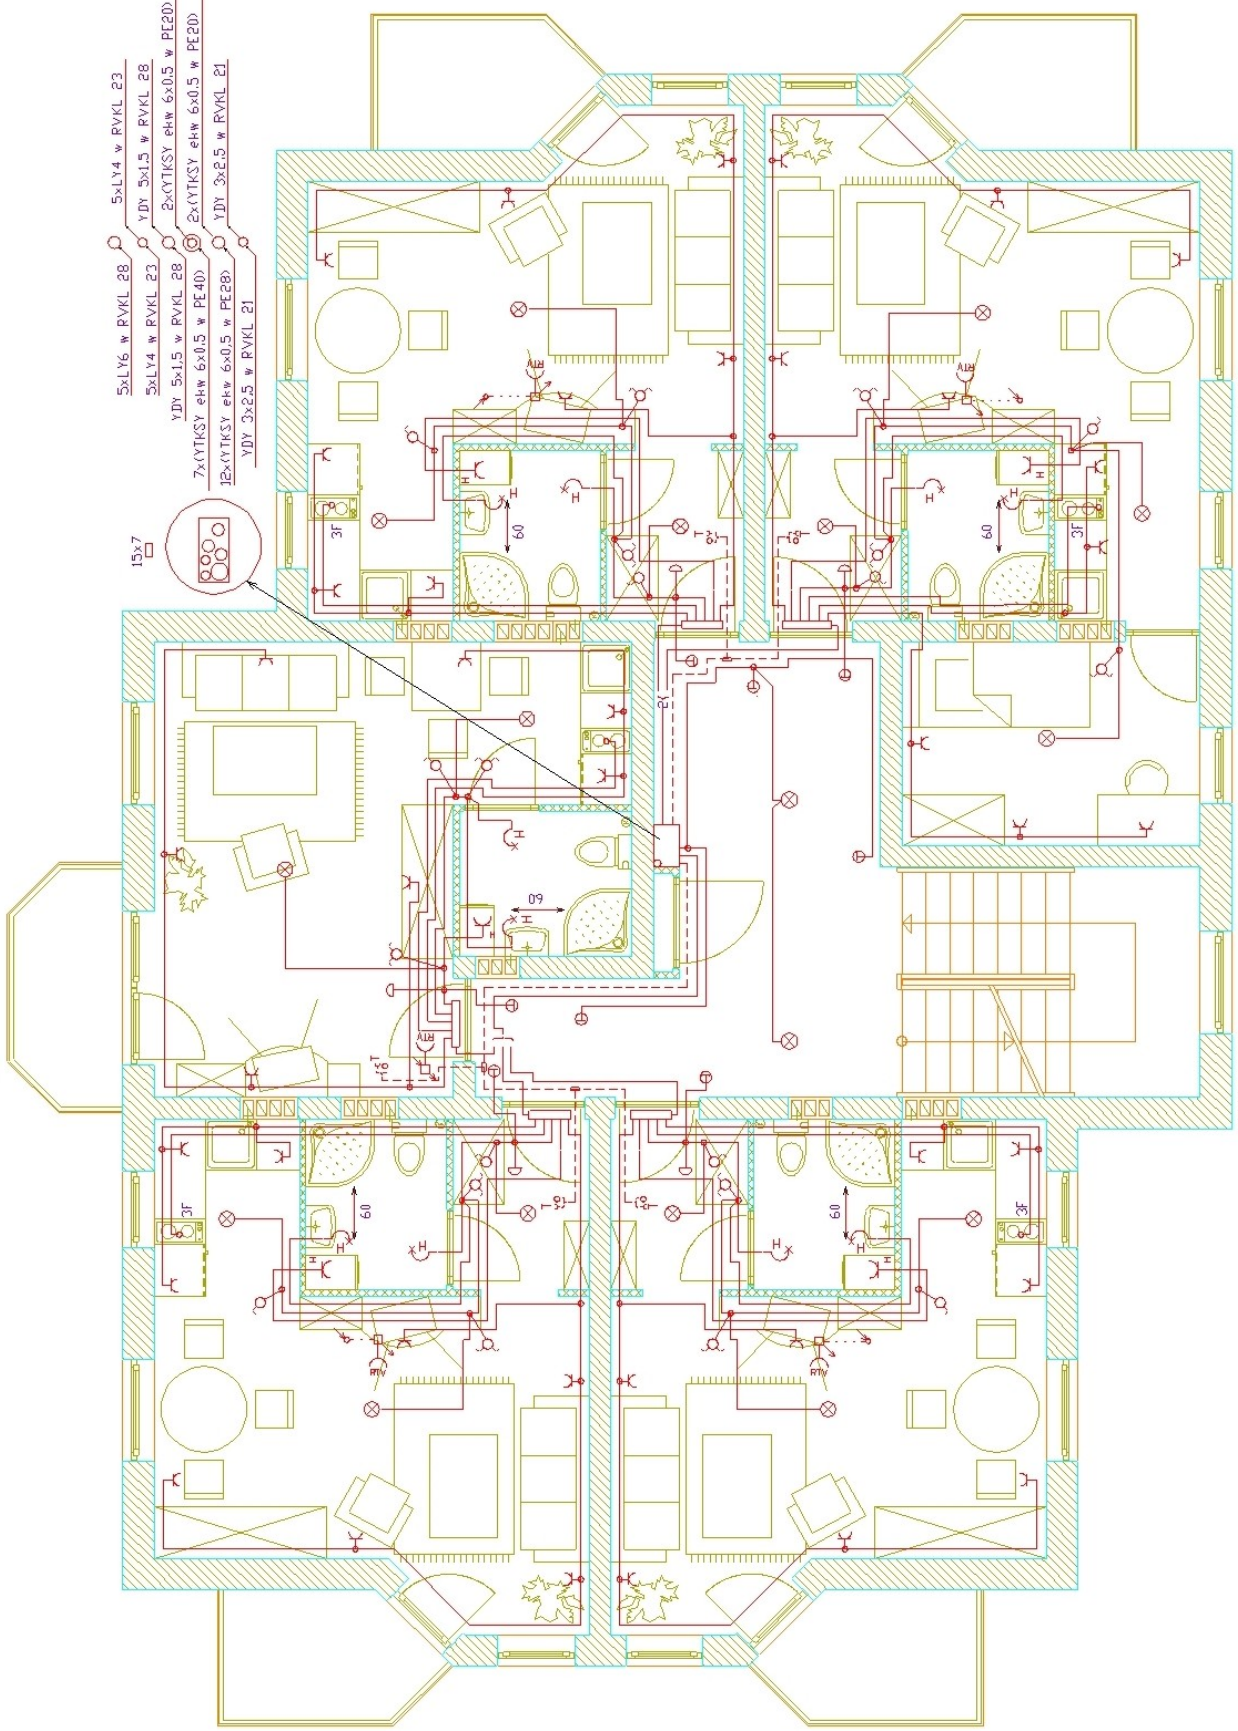 5xLY4 w RVKL 23
YDY 5x1.5 w RVKL 28
2x(YTKSY ekw 6x0.5 w PE20)
2x(YTKSY ekw 6x0.5 w PE20)
YDY 3x2.5 w RVKL 21
5xLY6 w RVKL 28
5xLY4 w RVKL 23
YDY 5x1,5 w RVKL 28
7x(YTKSY ekw 6x0,5 w PE40)
12x(YTKSY ekw 6x0,5 w PE28)
YDY 3x2.5 w RVKL 21
15x7
RTV
RTV
3F
H
H
60
H
H
60
3F
H
H
60
RTV
3F
60
H
H
H
60
H
H
H
3F
RTV
RTV